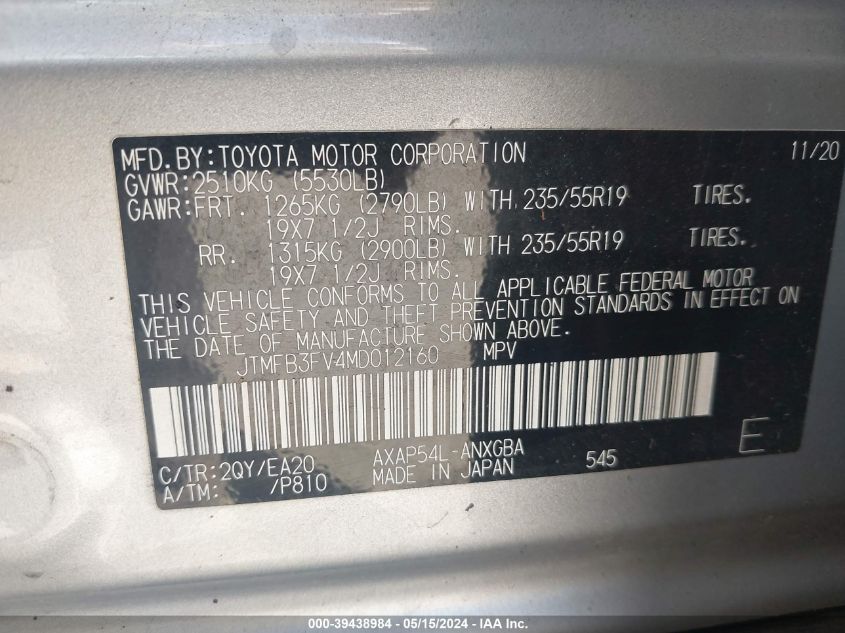 MFD.BY:TOYOTA MOTOR CORPORATION 11/20
GVWR:2510KG (5530LB)
GAWR:FRT. 1265KG (2790LB) WITH 235/55R19 TIRES.
19X7 1/2J RIMS.
RR. 1315KG (2900LB) WITH 235/55R19 TIRES.
19X7 1/2J RIMS.
THIS VEHICLE CONFORMS TO ALL APPLICABLE FEDERAL MOTOR
VEHICLE SAFETY AND THEFT PREVENTION STANDARDS IN EFFECT ON
THE DATE OF MANUFACTURE SHOWN ABOVE.
JTMFB3FV4MD012160 MPV
C/TR:2QY/EA20 AXAP54L-ANXGBA 545 E
A/TM: /P810 MADE IN JAPAN
000-39438984 - 05/15/2024 - IAA Inc.